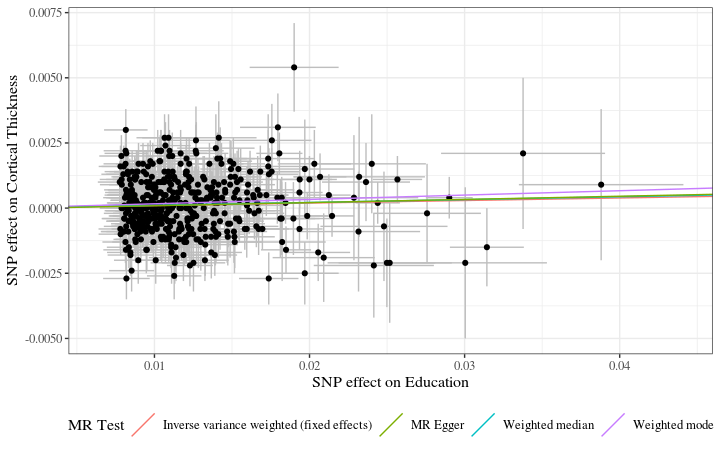 0.0075
0.0050
0.0025
0.0000
-0.0025
-0.0050
SNP effect on Cortical Thickness
0.01 0.02 0.03 0.04
SNP effect on Education
MR Test Inverse variance weighted (fixed effects) MR Egger Weighted median Weighted mode